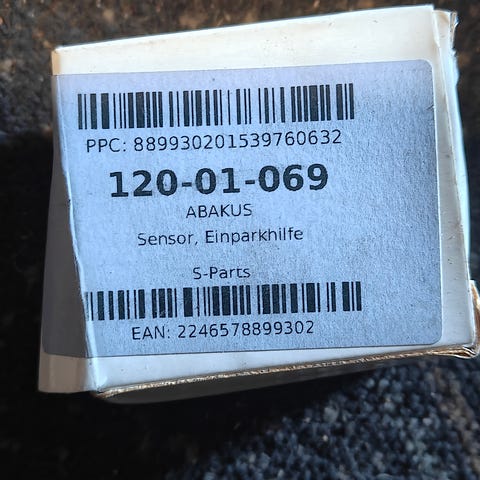 PPC: 889930201539760632
120-01-069
ABAKUS
Sensor, Einparkhilfe
S-Parts
EAN: 2246578899302